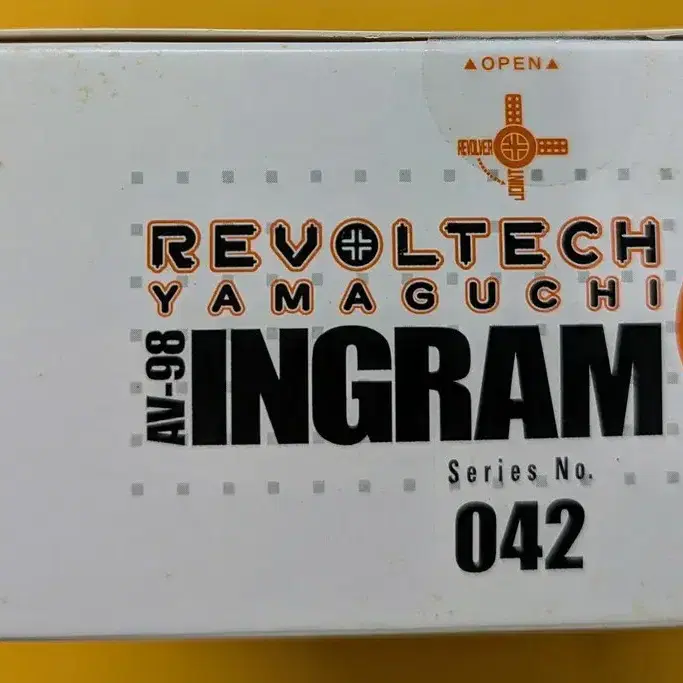 ▲OPEN▲
REVOLVER
JOINT
REVOLTECH
YAMAGUCHI
AV-98
INGRAM
Series No.
042